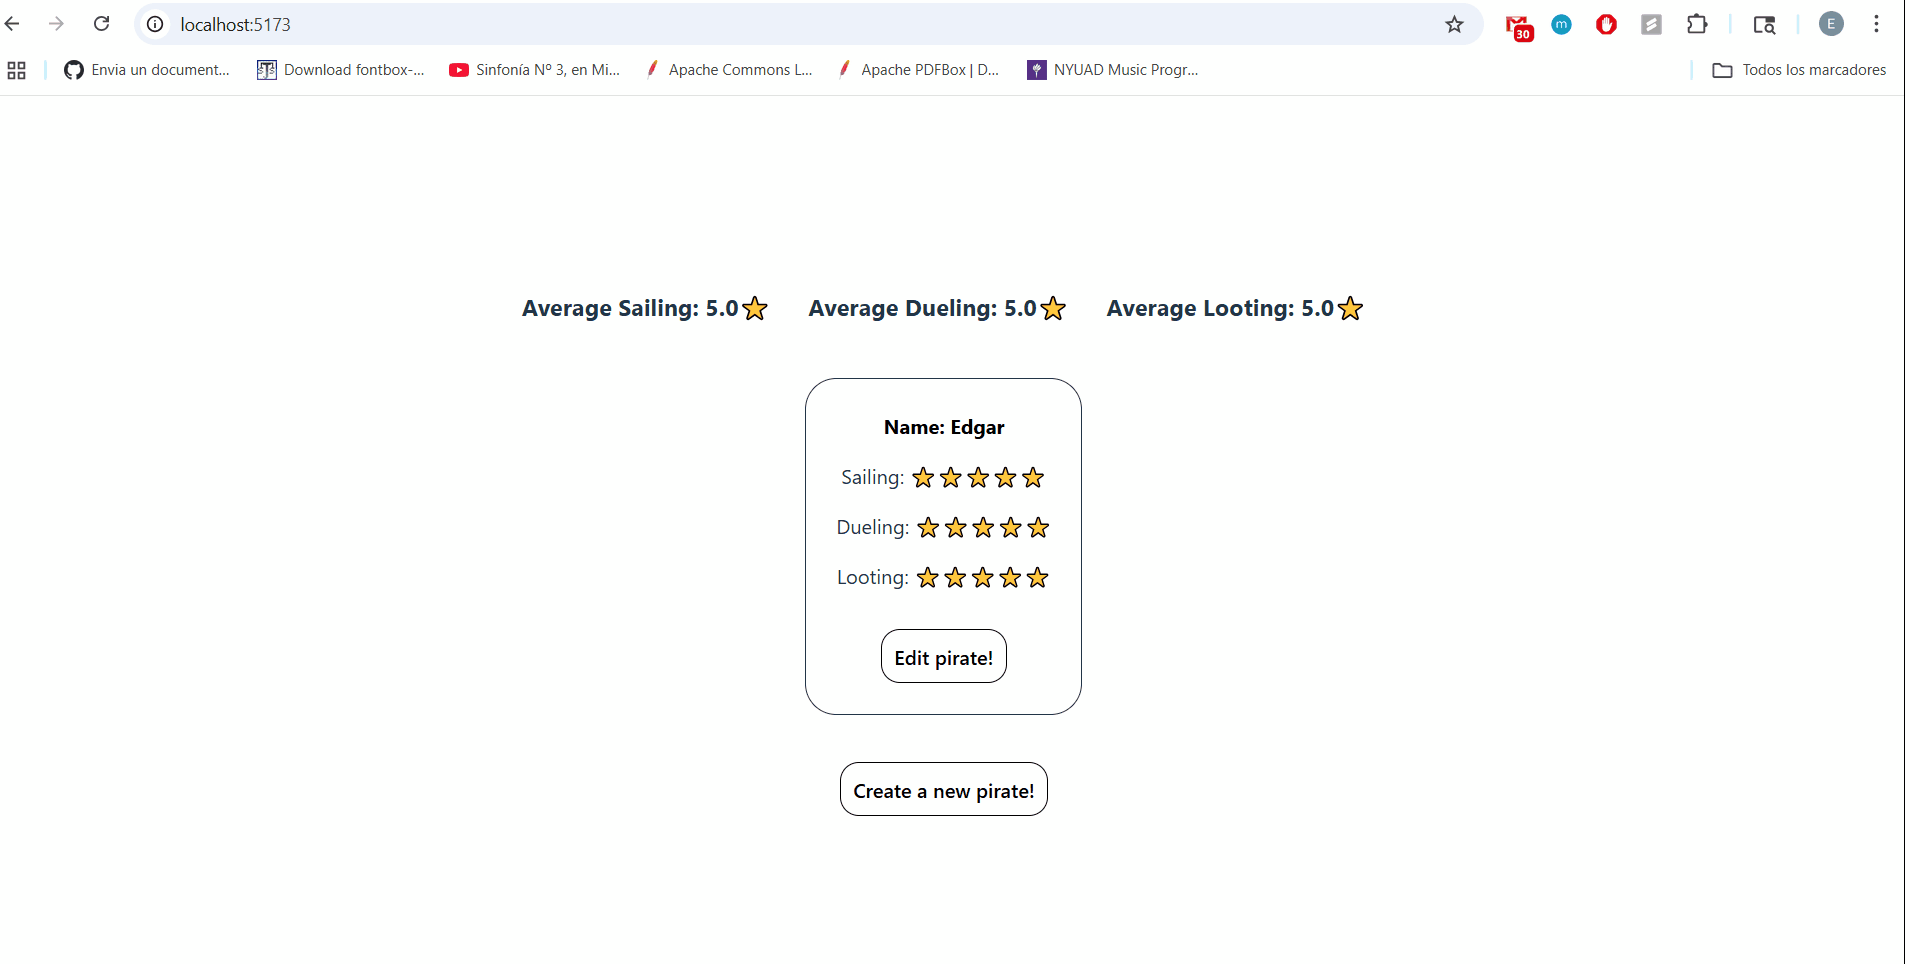 localhost:5173
30
m
E
Envia un document...
STS
Download fontbox-...
Sinfonía Nº 3, en Mi...
Apache Commons L...
Apache PDFBox | D...
NYUAD Music Progr...
Todos los marcadores
Average Sailing: 5.0⭐ Average Dueling: 5.0⭐ Average Looting: 5.0⭐
Name: Edgar
Sailing: ⭐⭐⭐⭐⭐
Dueling: ⭐⭐⭐⭐⭐
Looting: ⭐⭐⭐⭐⭐
Edit pirate!
Create a new pirate!